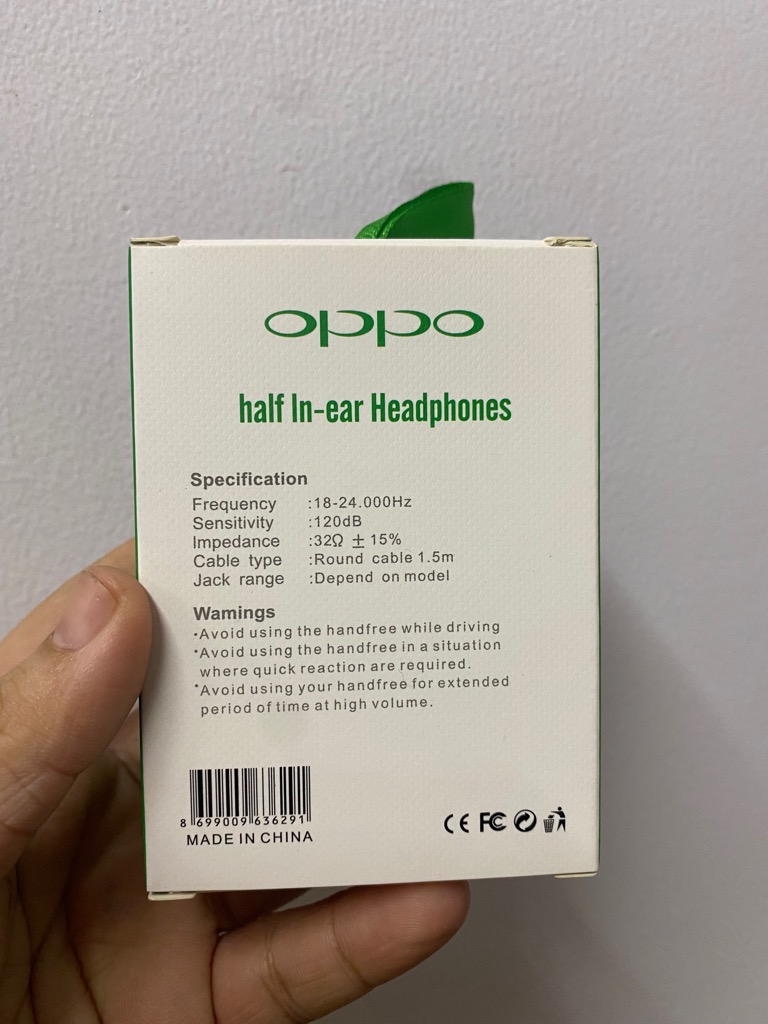 oppo
half In-ear Headphones
Specification
Frequency :18-24.000Hz
Sensitivity :120dB
Impedance :32Ω ± 15%
Cable type :Round cable 1.5m
Jack range :Depend on model
Wamings
·Avoid using the handfree while driving
*Avoid using the handfree in a situation
where quick reaction are required.
*Avoid using your handfree for extended
period of time at high volume.
8 699009 636291
MADE IN CHINA
CE FC